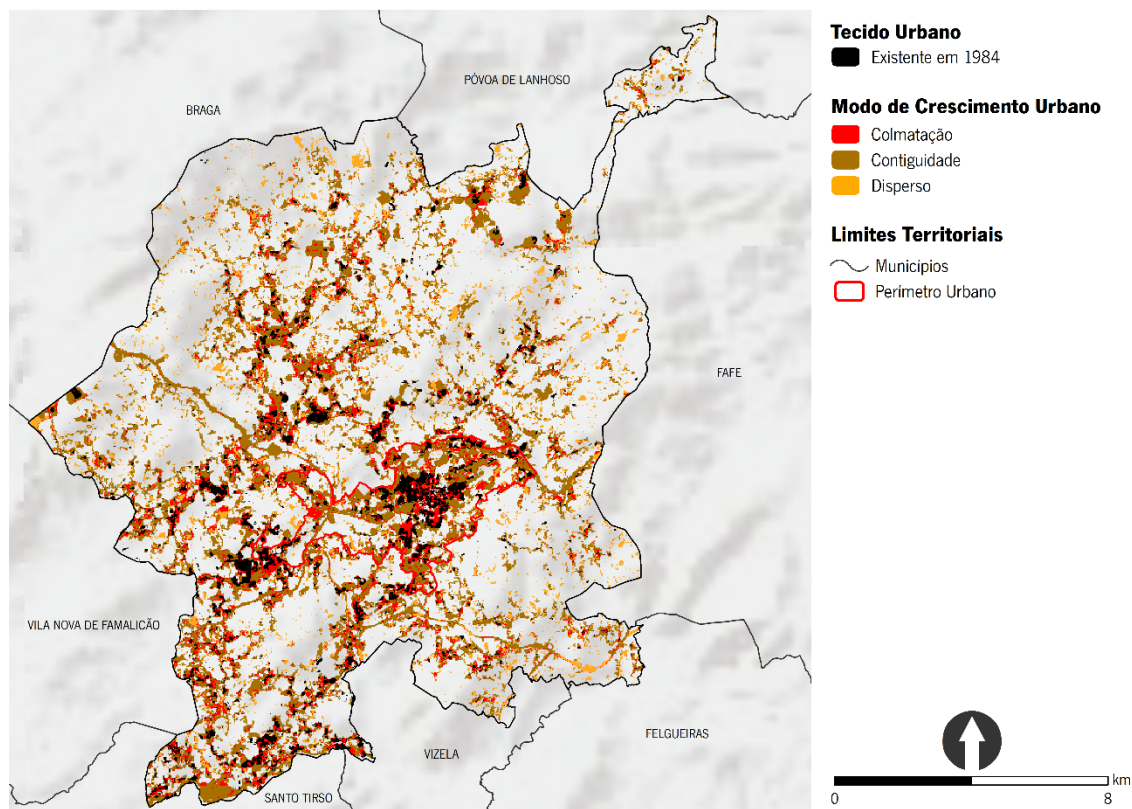 PÓVOA DE LANHOSO
BRAGA
FAFE
VILA NOVA DE FAMALICÃO
FELGUEIRAS
VIZELA
SANTO TIRSO
Tecido Urbano
Existente em 1984
Modo de Crescimento Urbano
Colmatação
Contiguidade
Disperso
Limites Territoriais
Municípios
Perímetro Urbano
km
0 8